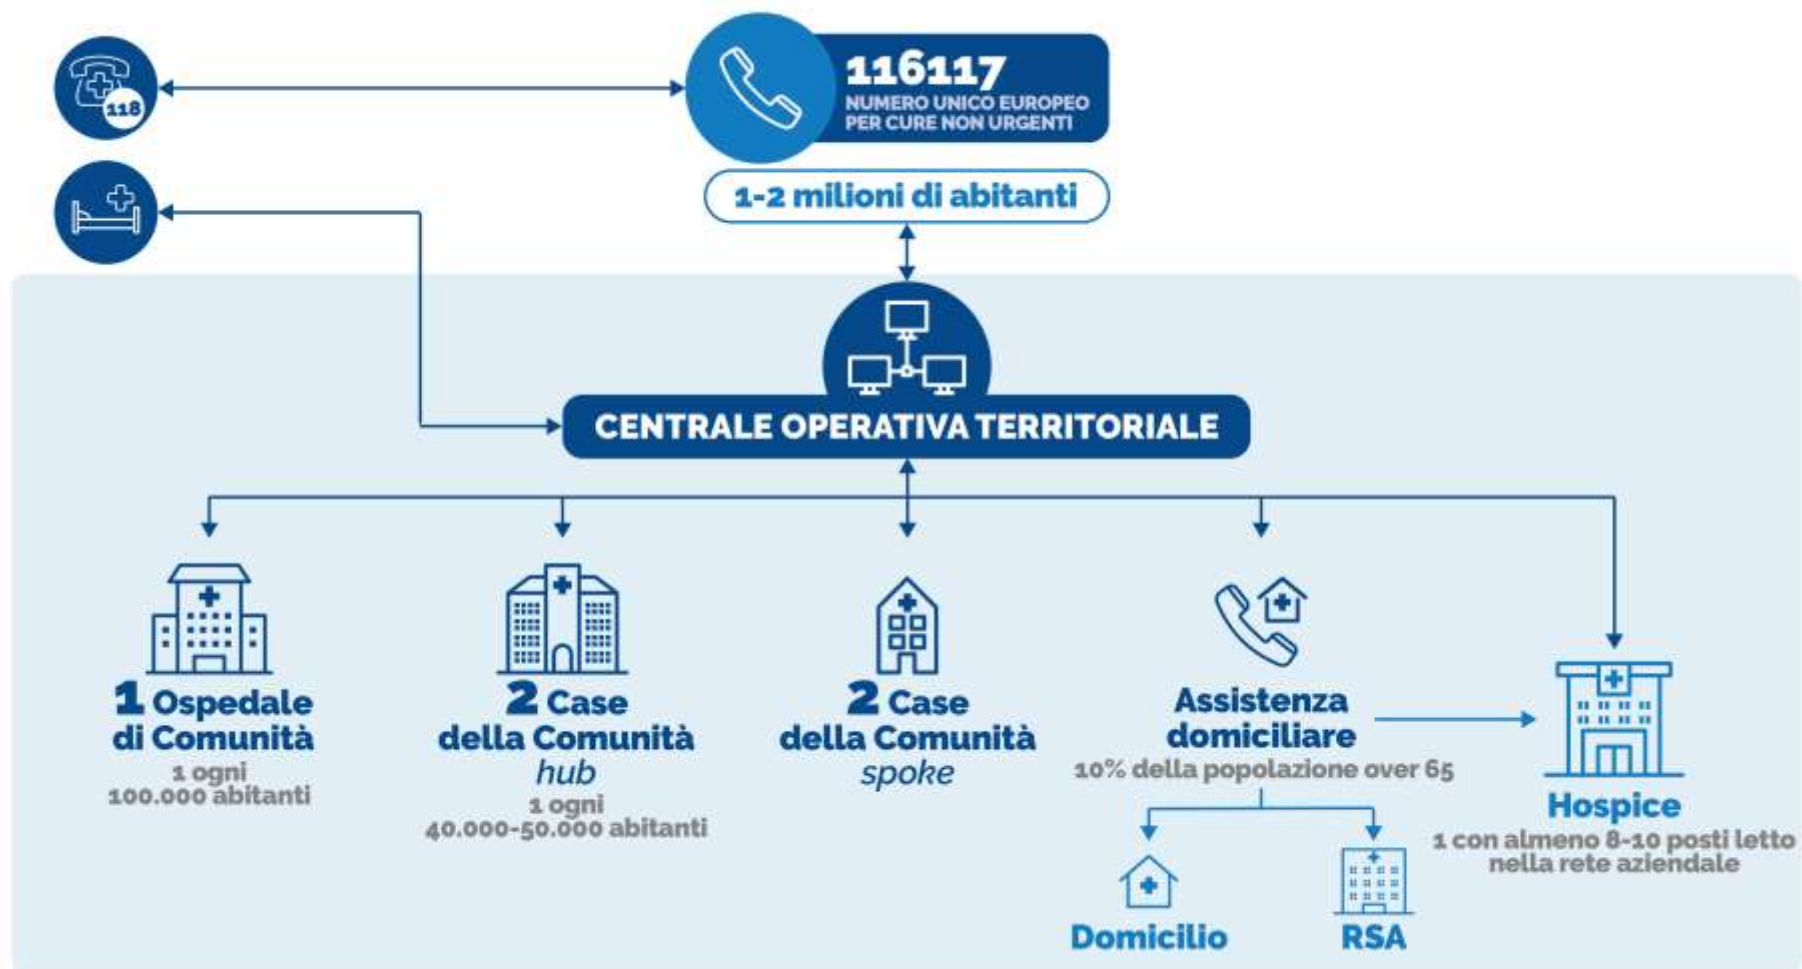 118
116117
NUMERO UNICO EUROPEO
PER CURE NON URGENTI
1-2 milioni di abitanti
CENTRALE OPERATIVA TERRITORIALE
1 Ospedale
di Comunità
1 ogni
100.000 abitanti
2 Case
della Comunità
hub
1 ogni
40.000-50.000 abitanti
2 Case
della Comunità
spoke
Assistenza
domiciliare
10% della popolazione over 65
Domicilio
RSA
Hospice
1 con almeno 8-10 posti letto
nella rete aziendale